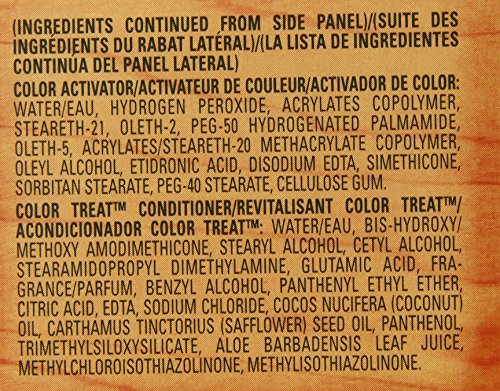 (INGREDIENTS CONTINUED FROM SIDE PANEL)/(SUITE DES
INGRÉDIENTS DU RABAT LATÉRAL)/(LA LISTA DE INGREDIENTES
CONTINUA DEL PANEL LATERAL)
COLOR ACTIVATOR/ACTIVATEUR DE COULEUR/ACTIVADOR DE COLOR:
WATER/EAU, HYDROGEN PEROXIDE, ACRYLATES COPOLYMER,
STEARETH-21, OLETH-2, PEG-50 HYDROGENATED PALMAMIDE,
OLETH-5, ACRYLATES/STEARETH-20 METHACRYLATE COPOLYMER,
OLEYL ALCOHOL, ETIDRONIC ACID, DISODIUM EDTA, SIMETHICONE,
SORBITAN STEARATE, PEG-40 STEARATE, CELLULOSE GUM.
COLOR TREAT™ CONDITIONER/REVITALISANT COLOR TREAT™/
ACONDICIONADOR COLOR TREAT™: WATER/EAU, BIS-HYDROXY/
METHOXY AMODIMETHICONE, STEARYL ALCOHOL, CETYL ALCOHOL,
STEARAMIDOPROPYL DIMETHYLAMINE, GLUTAMIC ACID, FRA-
GRANCE/PARFUM, BENZYL ALCOHOL, PANTHENYL ETHYL ETHER,
CITRIC ACID, EDTA, SODIUM CHLORIDE, COCOS NUCIFERA (COCONUT)
OIL, CARTHAMUS TINCTORIUS (SAFFLOWER) SEED OIL, PANTHENOL,
TRIMETHYLSILOXYSILICATE, ALOE BARBADENSIS LEAF JUICE,
METHYLCHLOROISOTHIAZOLINONE, METHYLISOTHIAZOLINONE.